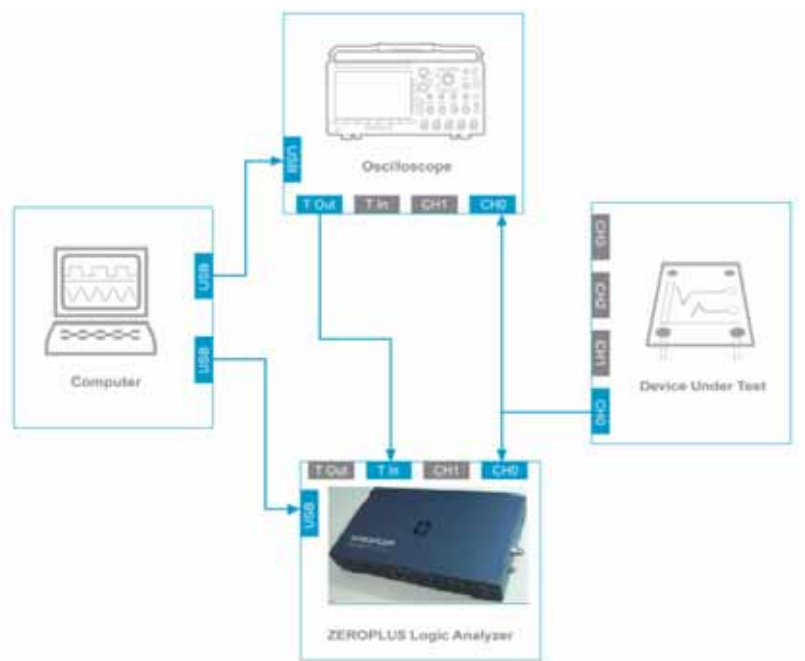 Oscilloscope
USB
T Out
T In
CH1
CH0
USB
USB
Computer
CH3
CH2
CH1
CH0
Device Under Test
T Out
T In
CH1
CH0
USB
ZEROPLUS
ZEROPLUS Logic Analyzer